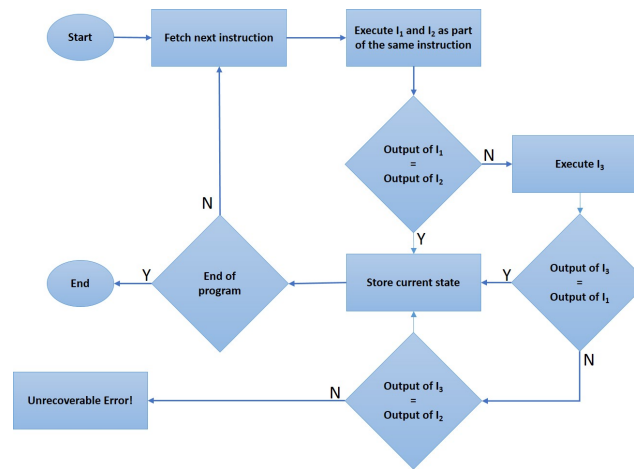 Start
Fetch next instruction
Execute I₁ and I₂ as part
of the same instruction
Output of I₁
=
Output of I₂
N
Execute I₃
Y
N
End
Y
End of
program
Store current state
Y
Output of I₃
=
Output of I₁
N
Unrecoverable Error!
N
Output of I₃
=
Output of I₂